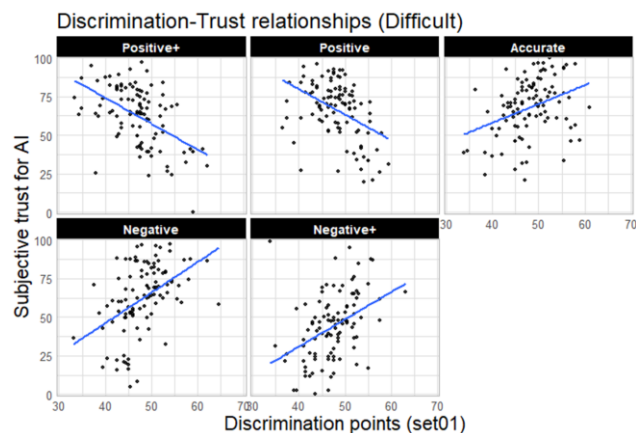 Discrimination-Trust relationships (Difficult)
Positive+ Positive Accurate
100
75
50
25
0
30 40 50 60 70
Negative Negative+
100
75
50
25
0
30 40 50 60 70 30 40 50 60 70
Subjective trust for AI
Discrimination points (set01)